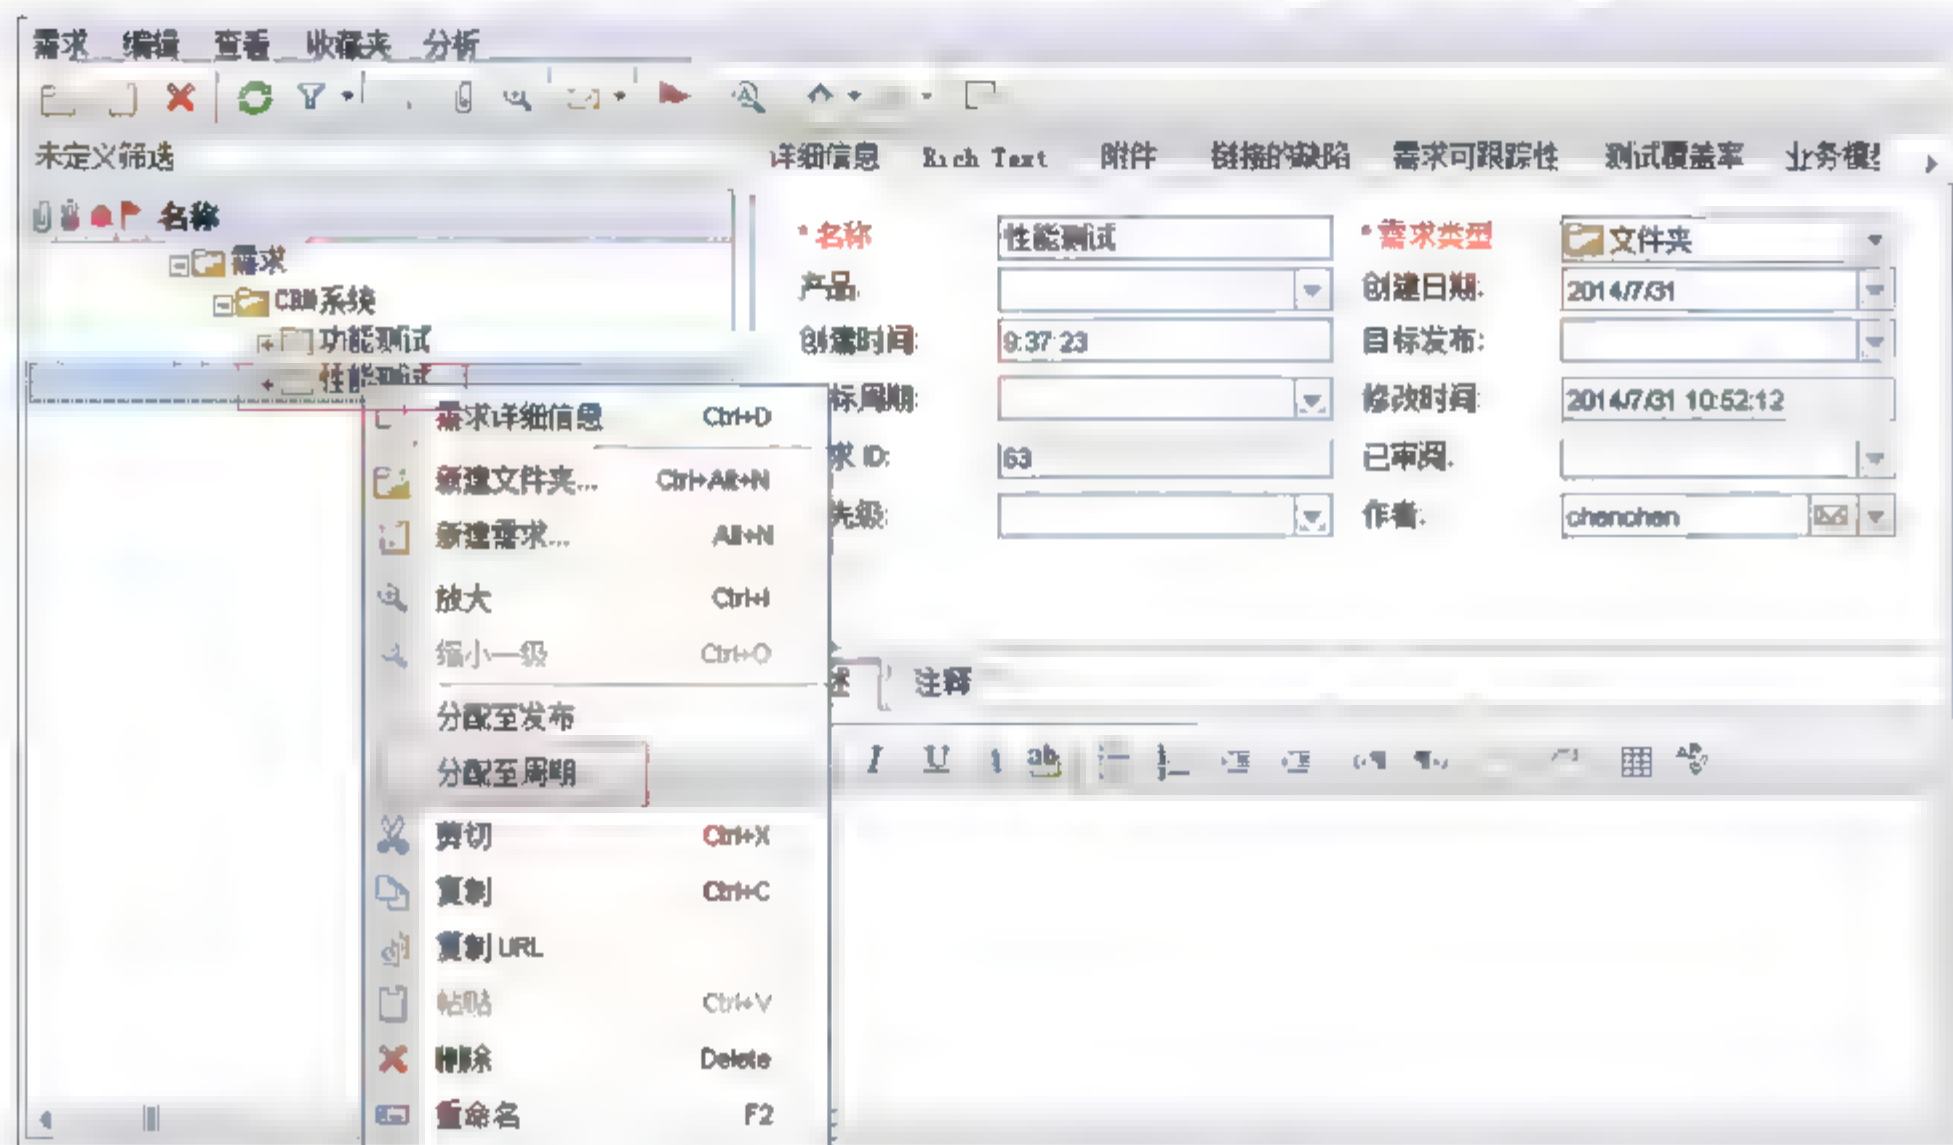 需求 编辑 查看 收藏夹 分析
未定义筛选
详细信息 Rich Text 附件 链接的缺陷 需求可跟踪性 测试覆盖率 业务模型
名称
需求
CRM系统
功能测试
性能测试
*名称 性能测试 *需求类型 文件夹
产品: 创建日期: 2014/7/31
创建时间: 9:37:23 目标发布:
标周期: 修改时间: 2014/7/31 10:52:12
求 ID: 63 已审阅:
先级: 作者: chenchen
需求详细信息 Ctrl+D
新建文件夹... Ctrl+Alt+N
新建需求... Alt+N
放大 Ctrl+I
缩小一级 Ctrl+O
分配至发布
分配至周期
剪切 Ctrl+X
复制 Ctrl+C
复制 URL
粘贴 Ctrl+V
删除 Delete
重命名 F2
述 注释
I U ab